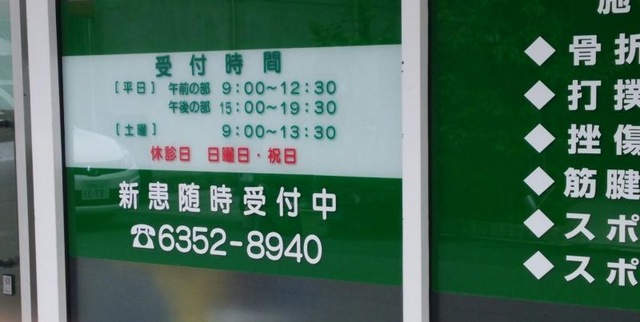 受付時間
[平日] 午前の部 9:00〜12:30
午後の部 15:00〜19:30
[土曜] 9:00〜13:30
休診日 日曜日・祝日
新患随時受付中
☎6352-8940
施
◆骨折
◆打撲
◆挫傷
◆筋腱
◆スポ
◆スポ